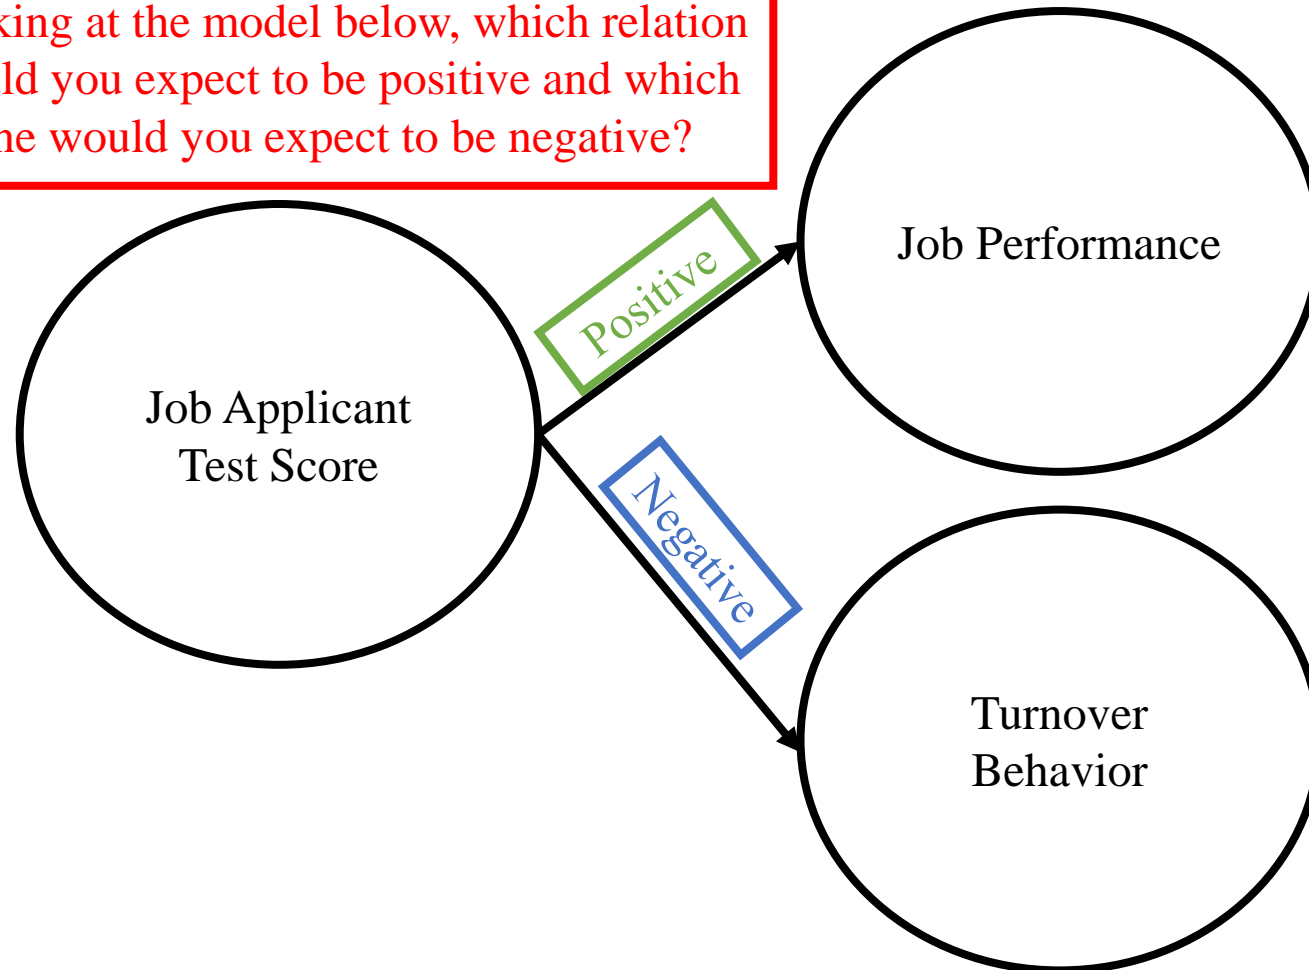 king at the model below, which relation
ld you expect to be positive and which
ne would you expect to be negative?
Positive
Job Performance
Job Applicant
Test Score
Negative
Turnover
Behavior